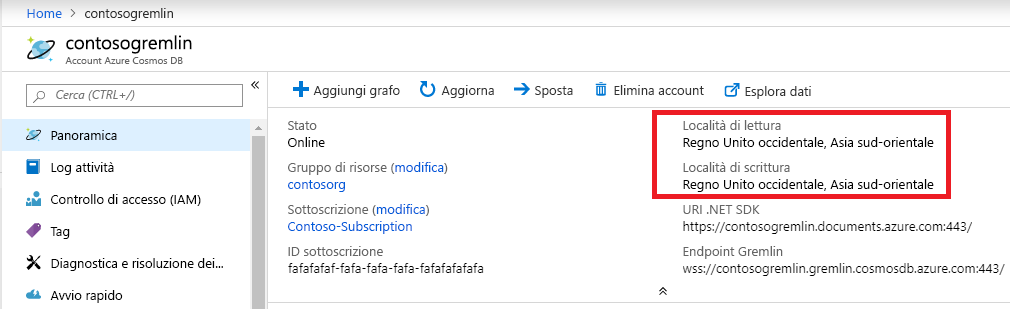 Home > contosogremlin
contosogremlin
Account Azure Cosmos DB
Cerca (CTRL+/)
Panoramica
Log attività
Controllo di accesso (IAM)
Tag
Diagnostica e risoluzione dei...
Avvio rapido
Aggiungi grafo Aggiorna Sposta Elimina account Esplora dati
Stato
Online
Gruppo di risorse (modifica)
contosorg
Sottoscrizione (modifica)
Contoso-Subscription
ID sottoscrizione
fafafafaf-fafa-fafa-fafa-fafafafafafa
Località di lettura
Regno Unito occidentale, Asia sud-orientale
Località di scrittura
Regno Unito occidentale, Asia sud-orientale
URI .NET SDK
https://contosogremlin.documents.azure.com:443/
Endpoint Gremlin
wss://contosogremlin.gremlin.cosmosdb.azure.com:443/